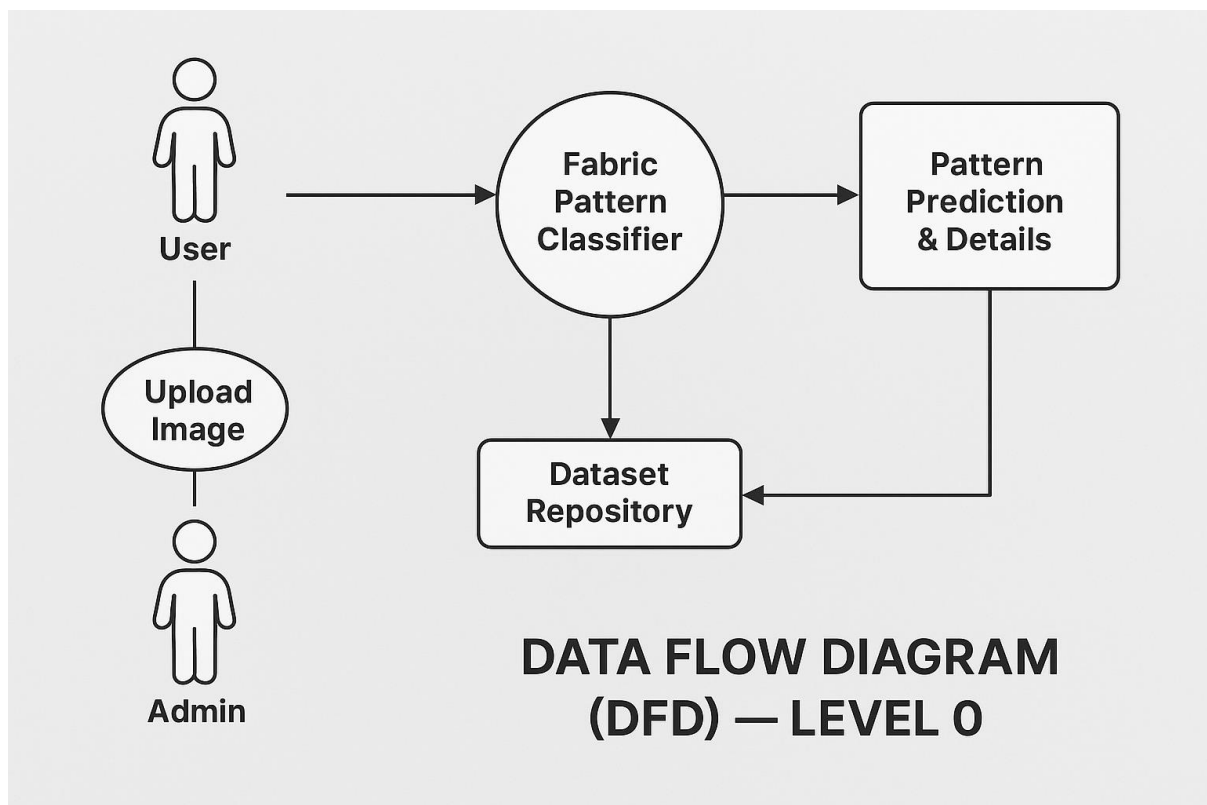 User
Upload
Image
Admin
Fabric
Pattern
Classifier
Pattern
Prediction
& Details
Dataset
Repository
DATA FLOW DIAGRAM
(DFD) — LEVEL 0